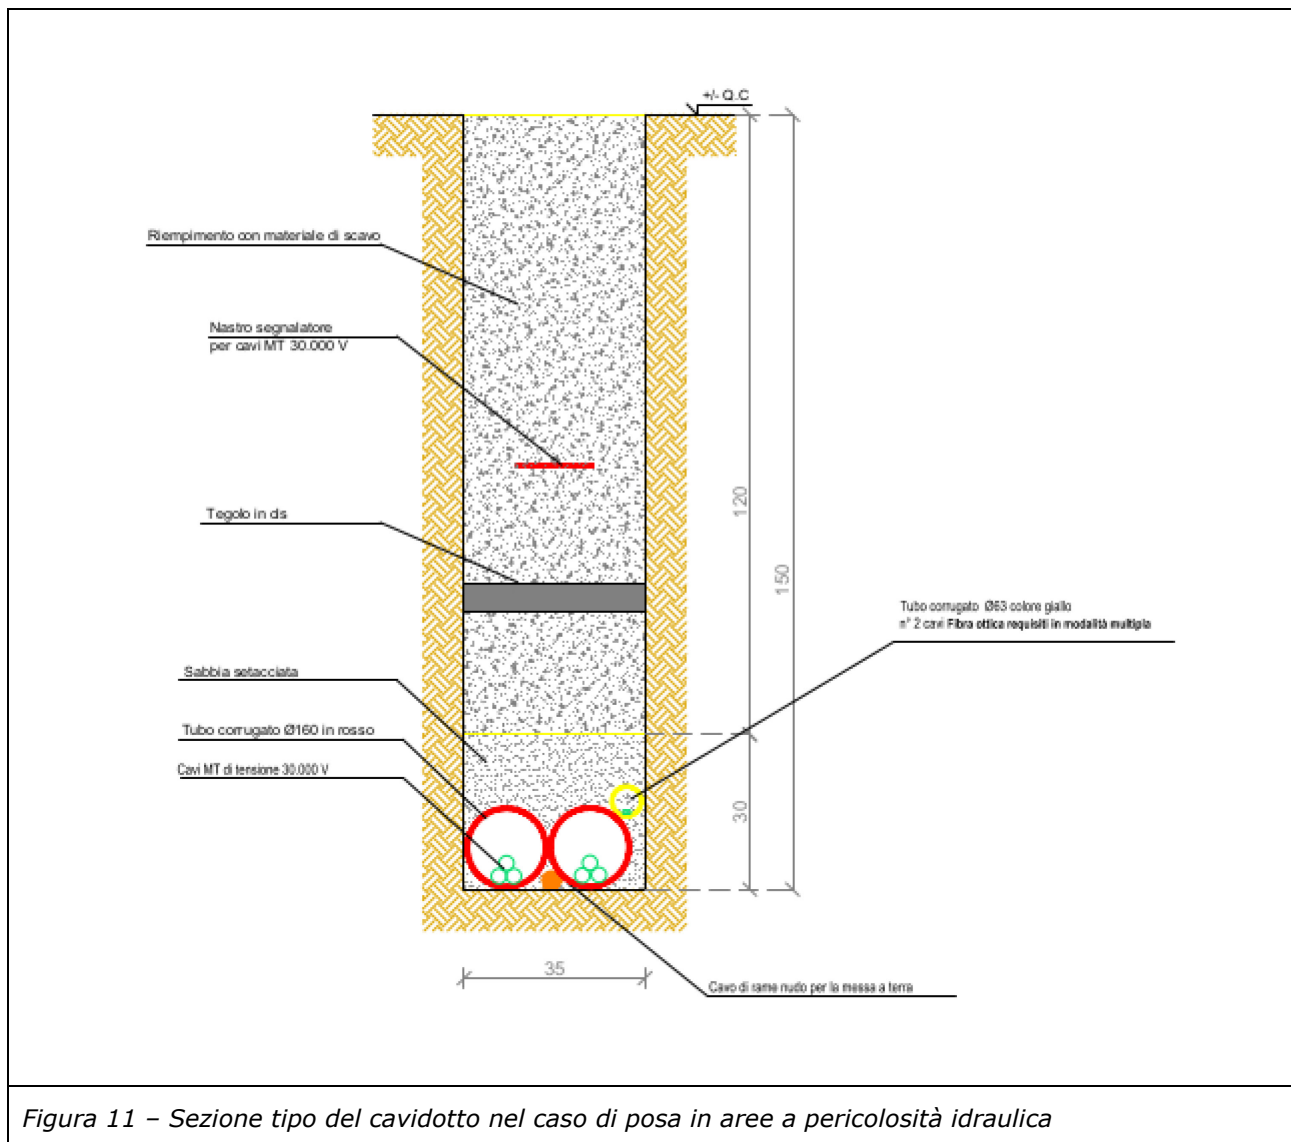 +/- Q.C
Riempimento con materiale di scavo
Nastro segnalatore
per cavi MT 30.000 V
Tegolo in cls
120
150
Tubo corrugato Ø63 colore giallo
n° 2 cavi Fibra ottica requisiti in modalità multipla
Sabbia setacciata
Tubo corrugato Ø160 in rosso
Cavi MT di tensione 30.000 V
30
35
Cavo di rame nudo per la messa a terra
Figura 11 – Sezione tipo del cavidotto nel caso di posa in aree a pericolosità idraulica